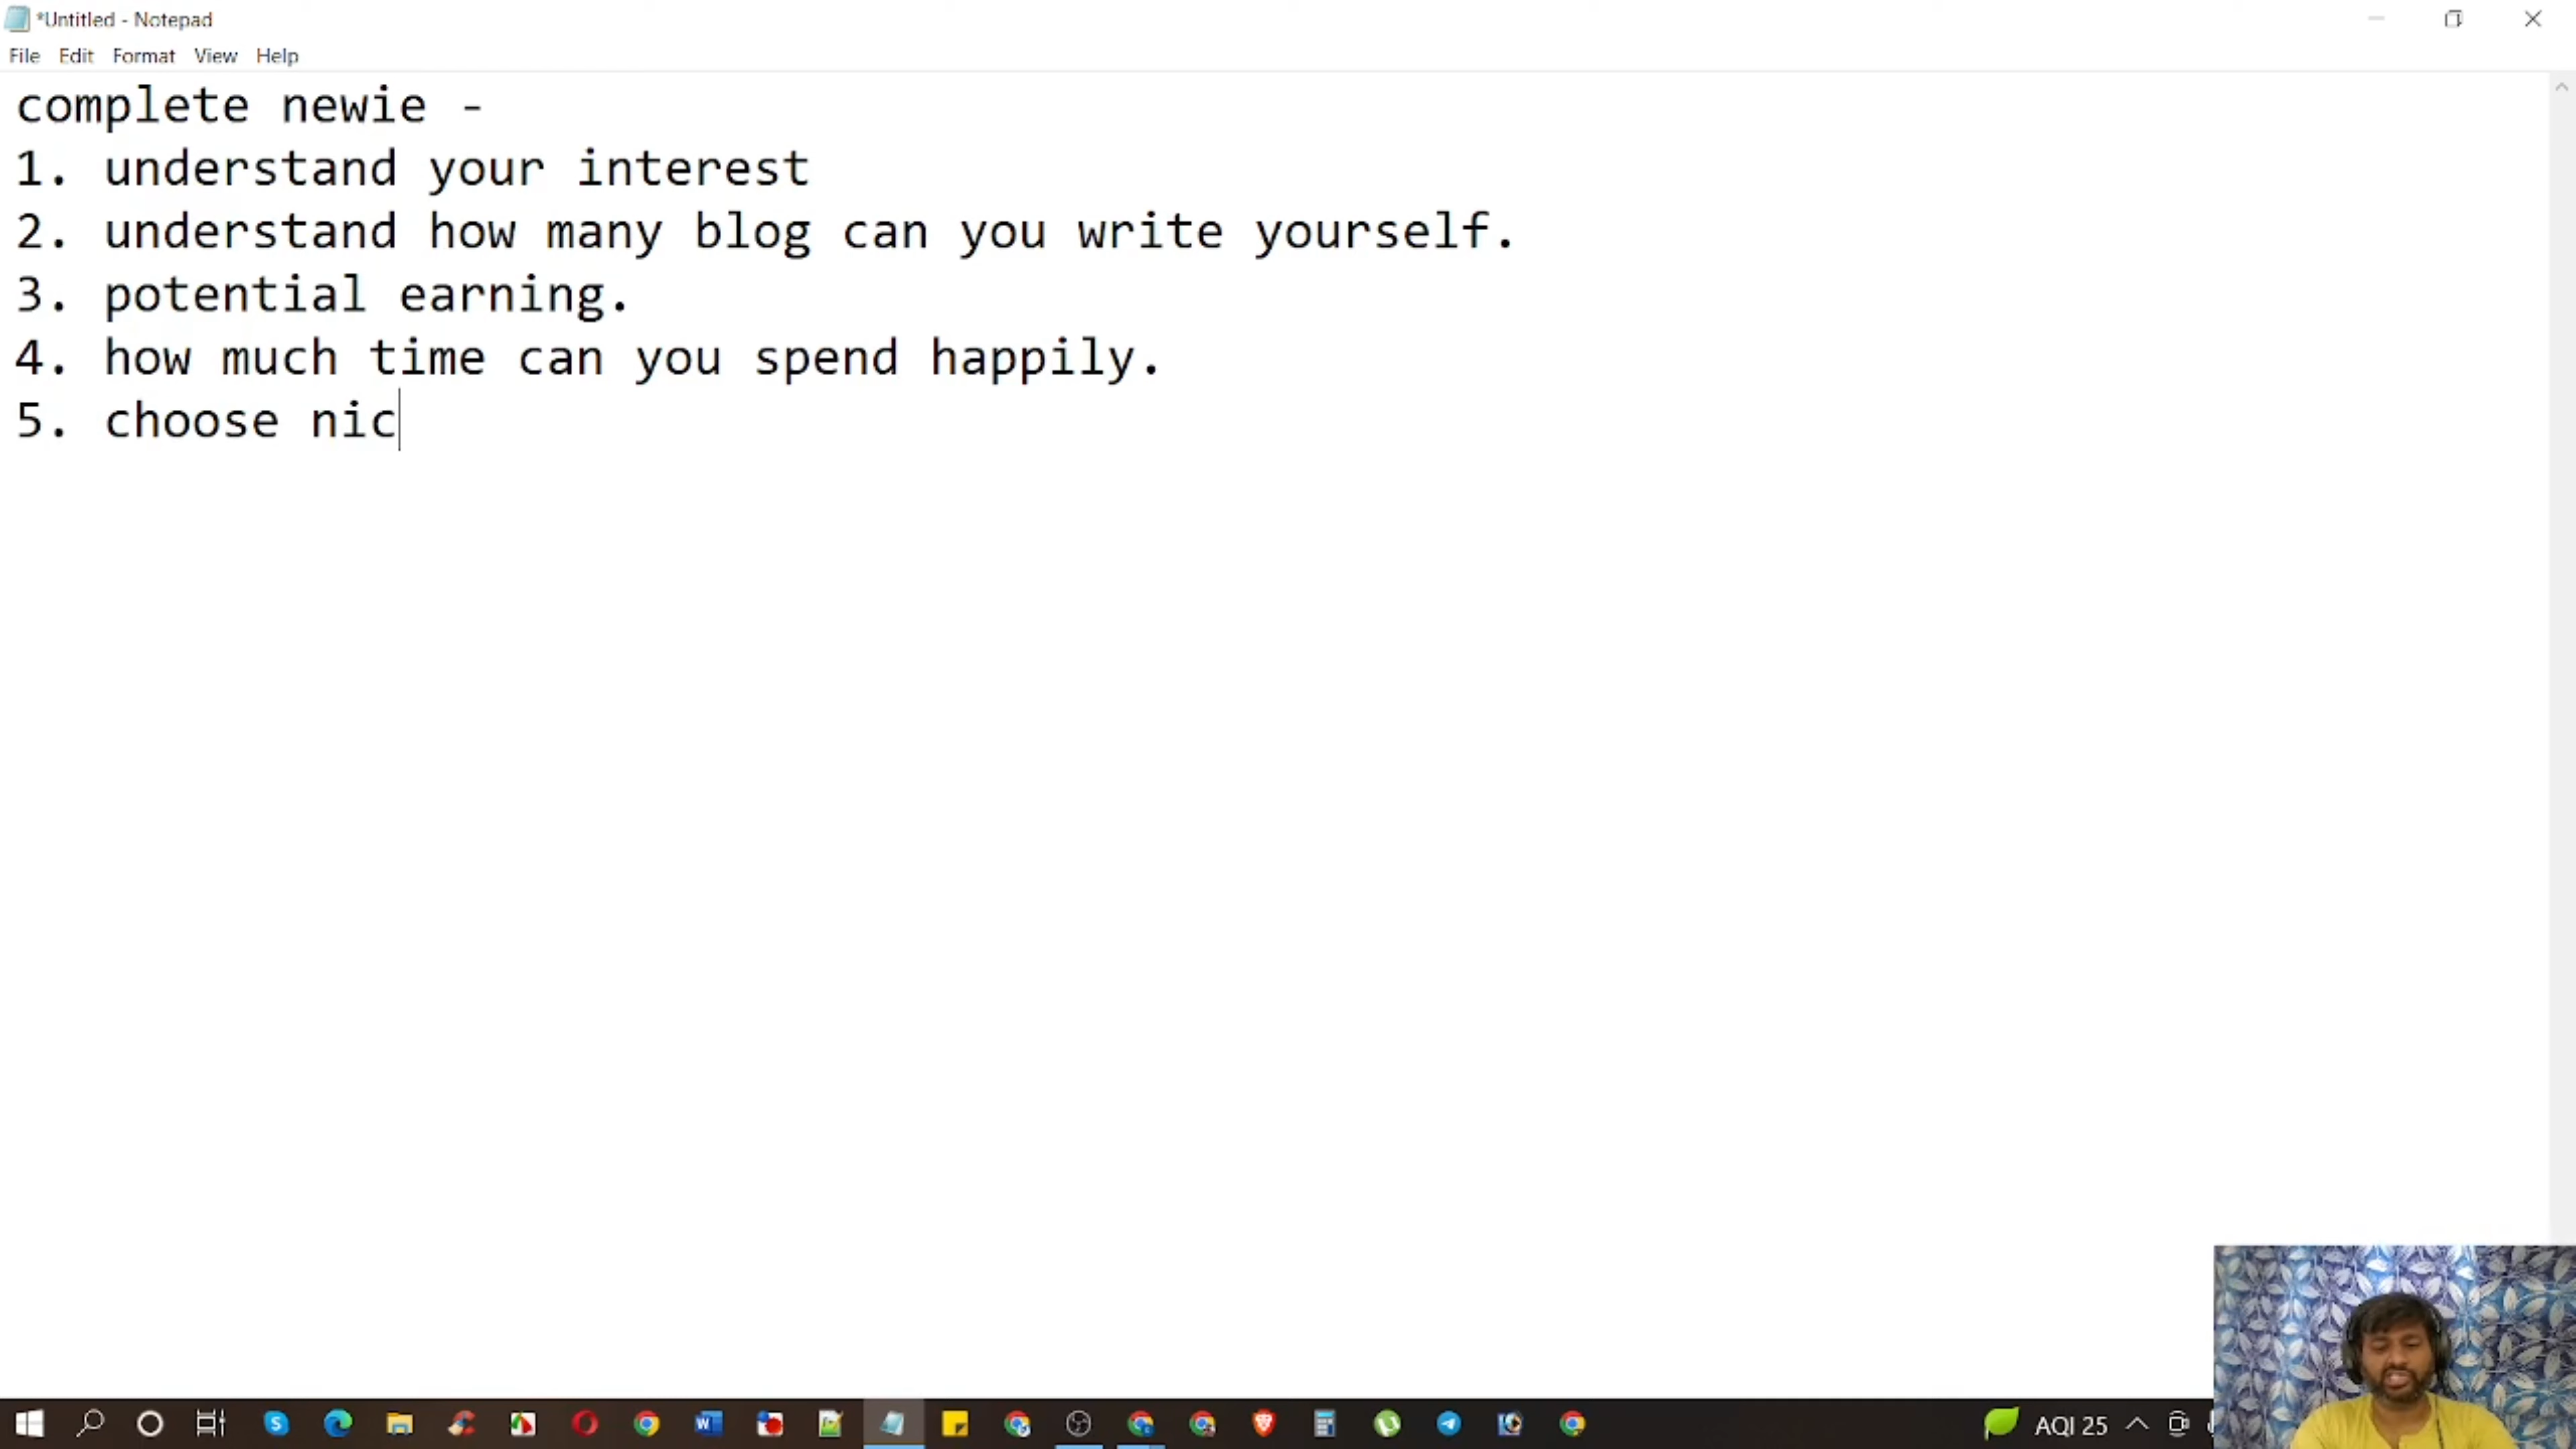 *Untitled - Notepad
File Edit Format View Help
complete newie -
1. understand your interest
2. understand how many blog can you write yourself.
3. potential earning.
4. how much time can you spend happily.
5. choose nic
AQI 25